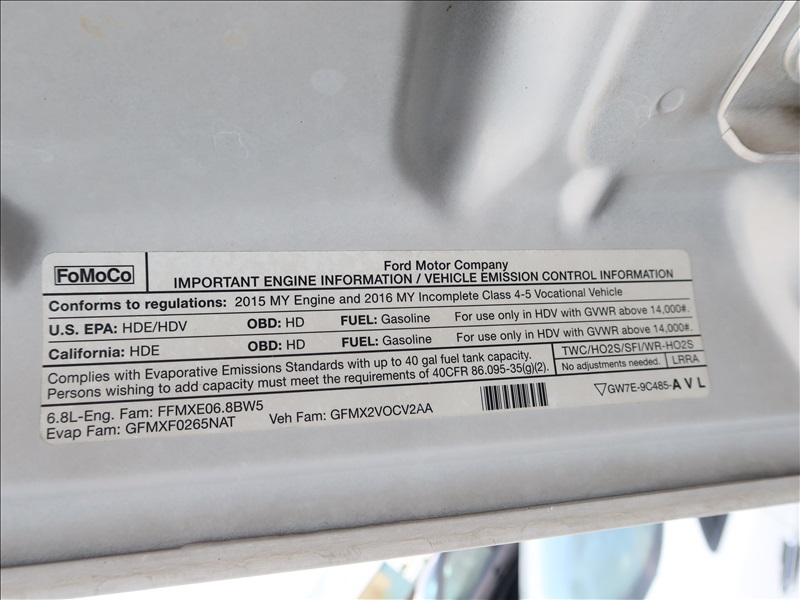 FoMoCo
Ford Motor Company
IMPORTANT ENGINE INFORMATION / VEHICLE EMISSION CONTROL INFORMATION
Conforms to regulations: 2015 MY Engine and 2016 MY Incomplete Class 4-5 Vocational Vehicle
U.S. EPA: HDE/HDV OBD: HD FUEL: Gasoline For use only in HDV with GVWR above 14,000#.
California: HDE OBD: HD FUEL: Gasoline For use only in HDV with GVWR above 14,000#.
Complies with Evaporative Emissions Standards with up to 40 gal fuel tank capacity.
Persons wishing to add capacity must meet the requirements of 40CFR 86.095-35(g)(2).
TWC/HO2S/SFI/WR-HO2S
No adjustments needed. LRRA
6.8L-Eng. Fam: FFMXE06.8BW5 Veh Fam: GFMX2VOCV2AA
Evap Fam: GFMXF0265NAT
GW7E-9C485-AVL